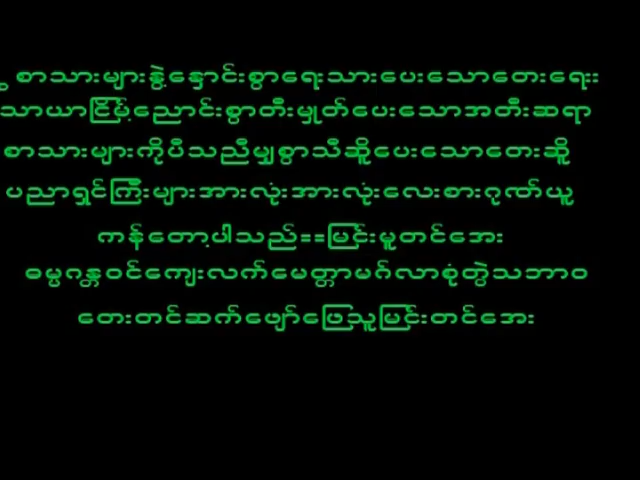 စာသားများနွဲ့နှောင်းစွာရေးသားပေးသောတေးရေး
သာယာငြိမ့်ညောင်းစွာတီးမှုတ်ပေးသောအတီးဆရာ
စာသားများကိုပီသညီမျှစွာသီဆိုပေးသောတေးဆို
ပညာရှင်ကြီးများအားလုံးအားလုံးလေးစားဂုဏ်ယူ
ကန်တော့ပါသည်==မြင်းမူတင်အေး
ဓမ္မဂန္တဝင်ကျေးလက်မေတ္တာမဂ်လာစုံတွဲသဘာဝ
တေးတင်ဆက်ဖျော်ဖြေသူမြင်းတင်အေး